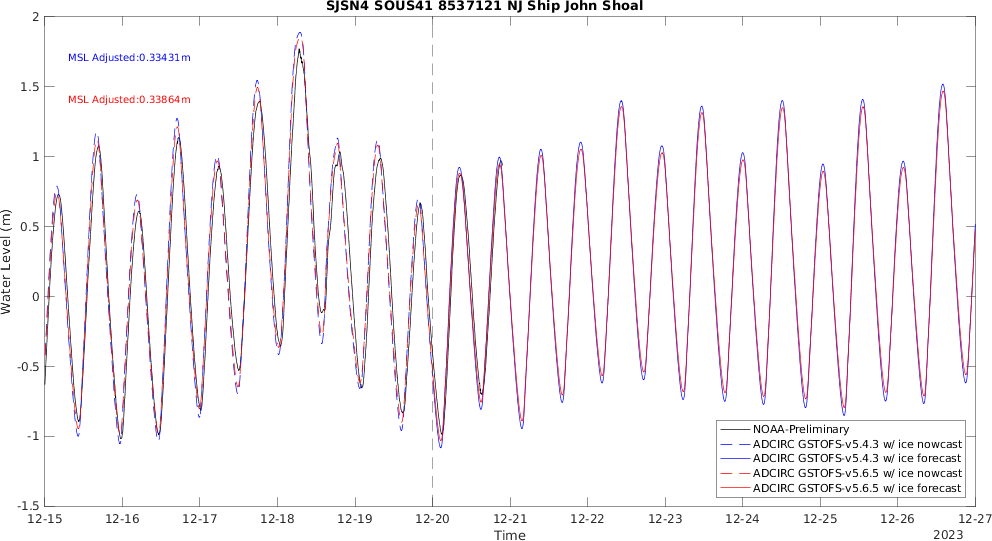 SJSN4 SOUS41 8537121 NJ Ship John Shoal
MSL Adjusted:0.33431m
MSL Adjusted:0.33864m
Water Level (m)
2
1.5
1
0.5
0
-0.5
-1
-1.5
NOAA-Preliminary
ADCIRC GSTOFS-v5.4.3 w/ ice nowcast
ADCIRC GSTOFS-v5.4.3 w/ ice forecast
ADCIRC GSTOFS-v5.6.5 w/ ice nowcast
ADCIRC GSTOFS-v5.6.5 w/ ice forecast
12-15 12-16 12-17 12-18 12-19 12-20 12-21 12-22 12-23 12-24 12-25 12-26 12-27
Time
2023